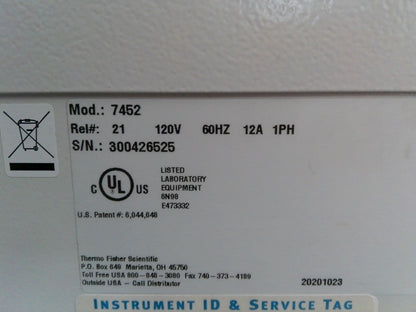 Mod.: 7452
Rel#: 21 120V 60HZ 12A 1PH
S/N.: 300426525
C UL US
LISTED
LABORATORY
EQUIPMENT
6N98
E473332
U.S. Patent #: 6,044,648
Thermo Fisher Scientific
P.O. Box 649 Marietta, OH 45750
Toll Free USA 800-848-3080 Fax 740-373-4189
Outside USA - Call Distributor
20201023
INSTRUMENT ID & SERVICE TAG